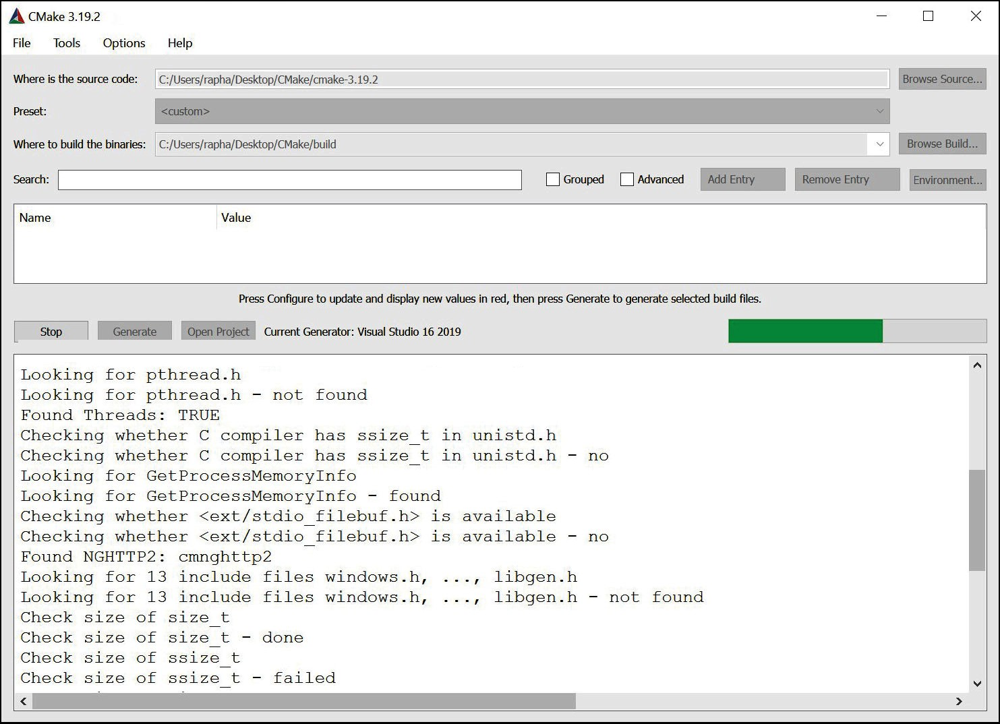 CMake 3.19.2
File Tools Options Help
Where is the source code: C:/Users/rapha/Desktop/CMake/cmake-3.19.2 Browse Source...
Preset: <custom>
Where to build the binaries: C:/Users/rapha/Desktop/CMake/build Browse Build...
Search: Grouped Advanced Add Entry Remove Entry Environment...
Name Value
Press Configure to update and display new values in red, then press Generate to generate selected build files.
Stop Generate Open Project Current Generator: Visual Studio 16 2019
Looking for pthread.h
Looking for pthread.h - not found
Found Threads: TRUE
Checking whether C compiler has ssize_t in unistd.h
Checking whether C compiler has ssize_t in unistd.h - no
Looking for GetProcessMemoryInfo
Looking for GetProcessMemoryInfo - found
Checking whether <ext/stdio_filebuf.h> is available
Checking whether <ext/stdio_filebuf.h> is available - no
Found NGHTTP2: cmnghttp2
Looking for 13 include files windows.h, ..., libgen.h
Looking for 13 include files windows.h, ..., libgen.h - not found
Check size of size_t
Check size of size_t - done
Check size of ssize_t
Check size of ssize_t - failed